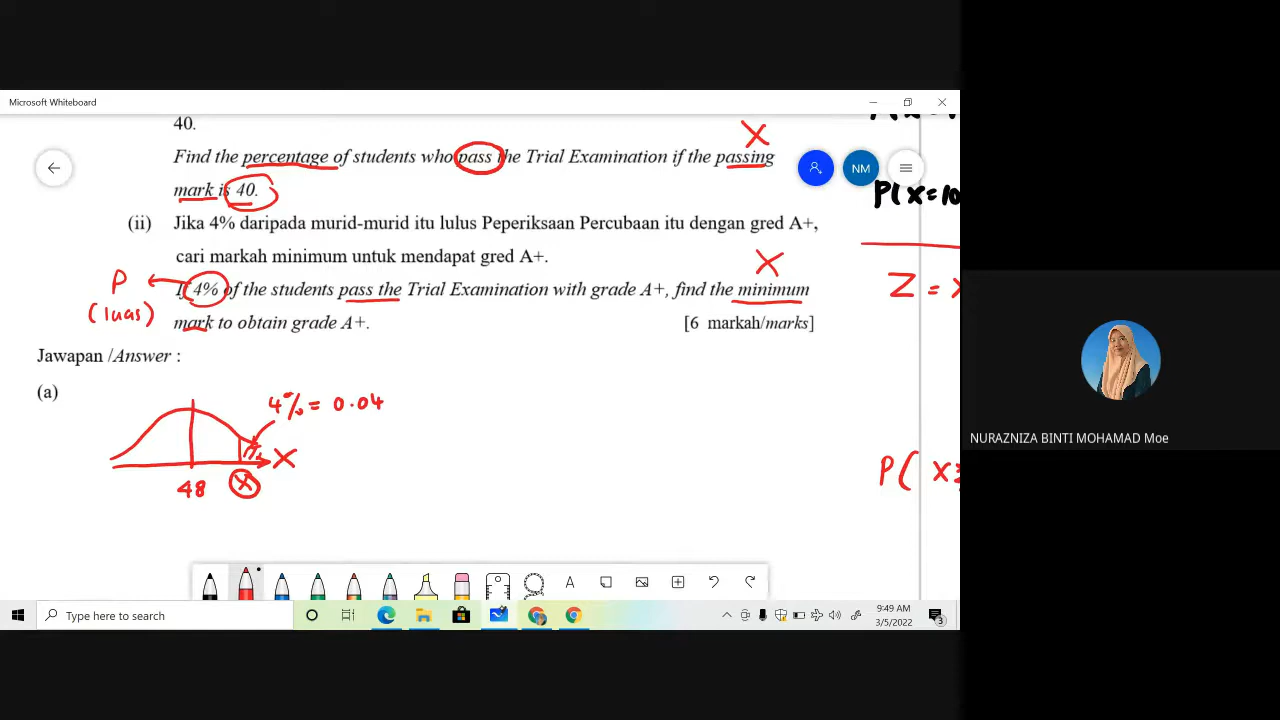 Microsoft Whiteboard
40.
X
Find the percentage of students who pass the Trial Examination if the passing
mark is 40.
NM
P(X=10
(ii) Jika 4% daripada murid-murid itu lulus Peperiksaan Percubaan itu dengan gred A+,
cari markah minimum untuk mendapat gred A+.
X
P
If 4% of the students pass the Trial Examination with grade A+, find the minimum
Z = X
(luas)
mark to obtain grade A+. [6 markah/marks]
Jawapan /Answer :
(a)
4% = 0.04
X
48 X
P( X≥
NURAZNIZA BINTI MOHAMAD Moe
A
Type here to search
9:49 AM
3/5/2022
3